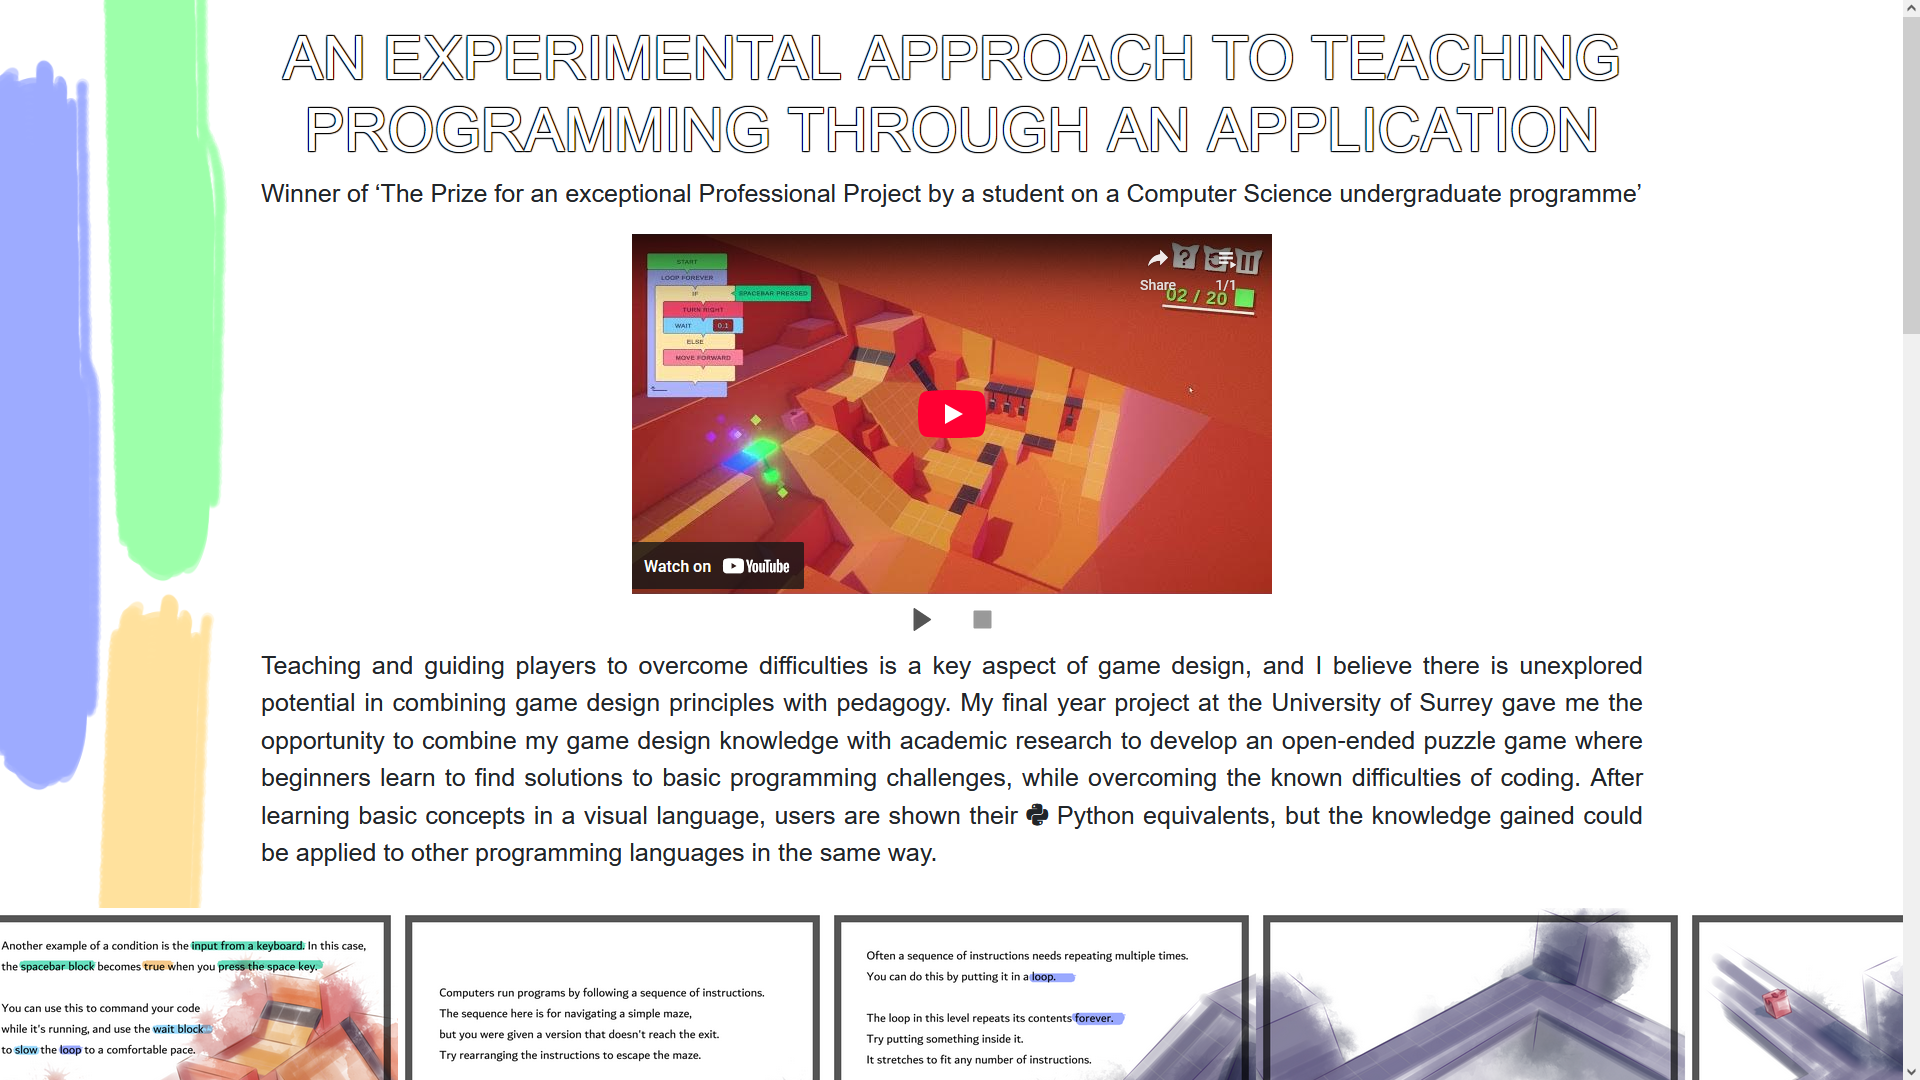 AN EXPERIMENTAL APPROACH TO TEACHING
PROGRAMMING THROUGH AN APPLICATION
Winner of ‘The Prize for an exceptional Professional Project by a student on a Computer Science undergraduate programme’
START
LOOP FOREVER
IF
SPACEBAR PRESSED
TURN RIGHT
WAIT 0.1
ELSE
MOVE FORWARD
?
Share
1/1
02 / 20
Watch on YouTube
Teaching and guiding players to overcome difficulties is a key aspect of game design, and I believe there is unexplored
potential in combining game design principles with pedagogy. My final year project at the University of Surrey gave me the
opportunity to combine my game design knowledge with academic research to develop an open-ended puzzle game where
beginners learn to find solutions to basic programming challenges, while overcoming the known difficulties of coding. After
learning basic concepts in a visual language, users are shown their Python equivalents, but the knowledge gained could
be applied to other programming languages in the same way.
Another example of a condition is the input from a keyboard. In this case,
the spacebar block becomes true when you press the space key.
You can use this to command your code
while it's running, and use the wait block
to slow the loop to a comfortable pace.
Computers run programs by following a sequence of instructions.
The sequence here is for navigating a simple maze,
but you were given a version that doesn't reach the exit.
Try rearranging the instructions to escape the maze.
Often a sequence of instructions needs repeating multiple times.
You can do this by putting it in a loop.
The loop in this level repeats its contents forever.
Try putting something inside it.
It stretches to fit any number of instructions.